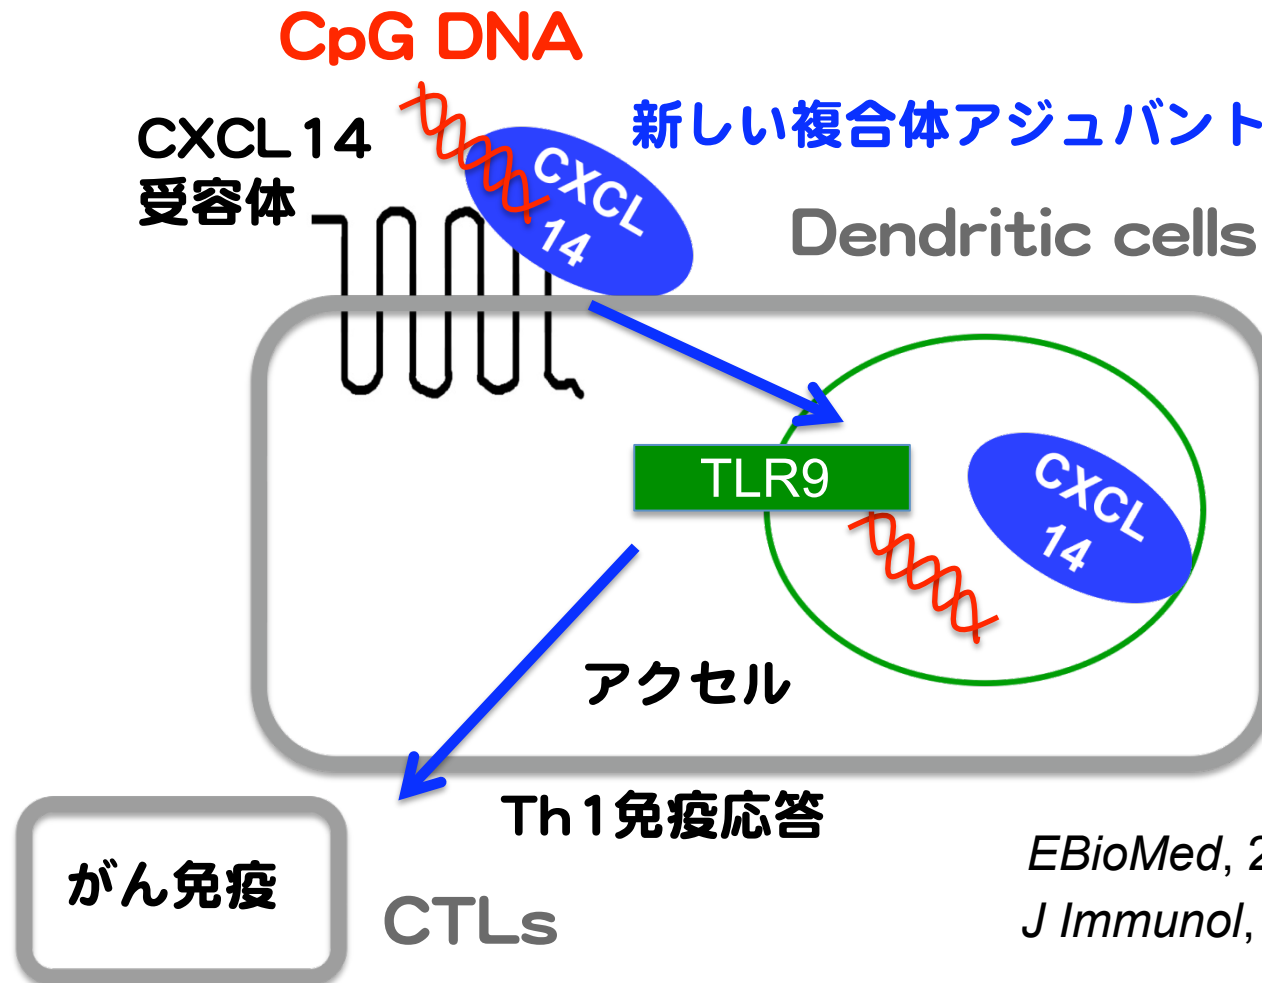 CpG DNA
新しい複合体アジュバント
CXCL14
受容体
CXCL
14
Dendritic cells
TLR9
CXCL
14
アクセル
Th1免疫応答
がん免疫
CTLs
EBioMed, 2
J Immunol,